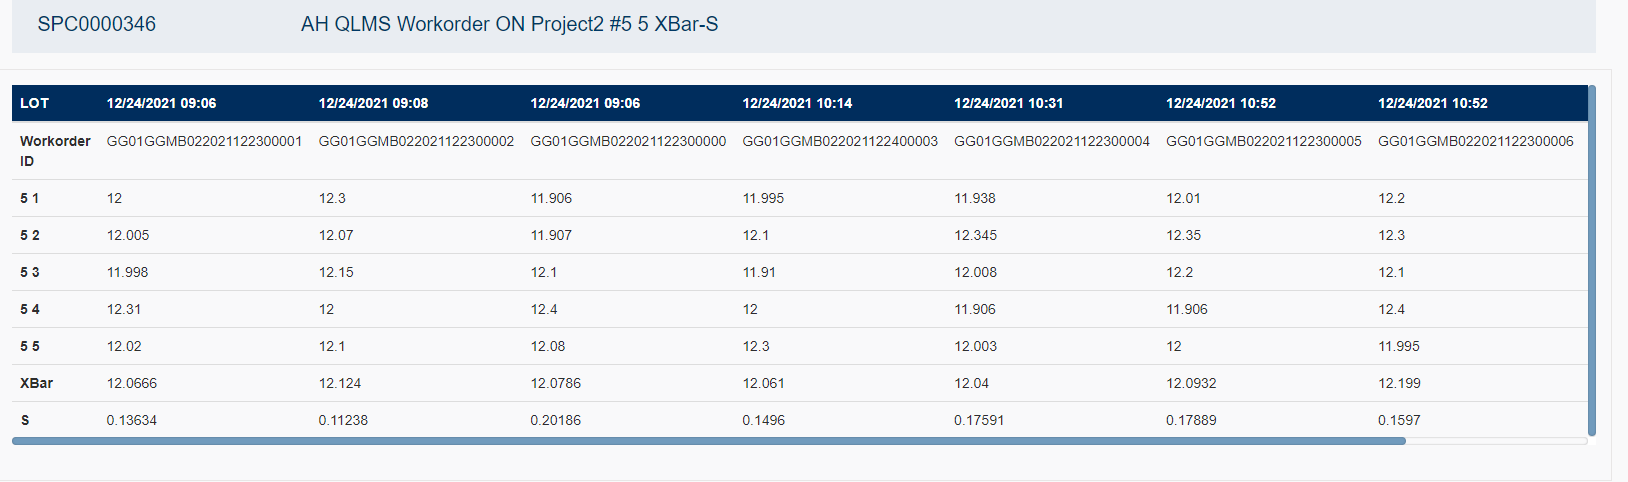 SPC0000346 AH QLMS Workorder ON Project2 #5 5 XBar-S
LOT 12/24/2021 09:06 12/24/2021 09:08 12/24/2021 09:06 12/24/2021 10:14 12/24/2021 10:31 12/24/2021 10:52 12/24/2021 10:52
Workorder GG01GGMB022021122300001 GG01GGMB022021122300002 GG01GGMB022021122300000 GG01GGMB022021122400003 GG01GGMB022021122300004 GG01GGMB022021122300005 GG01GGMB022021122300006
ID
5 1 12 12.3 11.906 11.995 11.938 12.01 12.2
5 2 12.005 12.07 11.907 12.1 12.345 12.35 12.3
5 3 11.998 12.15 12.1 11.91 12.008 12.2 12.1
5 4 12.31 12 12.4 12 11.906 11.906 12.4
5 5 12.02 12.1 12.08 12.3 12.003 12 11.995
XBar 12.0666 12.124 12.0786 12.061 12.04 12.0932 12.199
S 0.13634 0.11238 0.20186 0.1496 0.17591 0.17889 0.1597